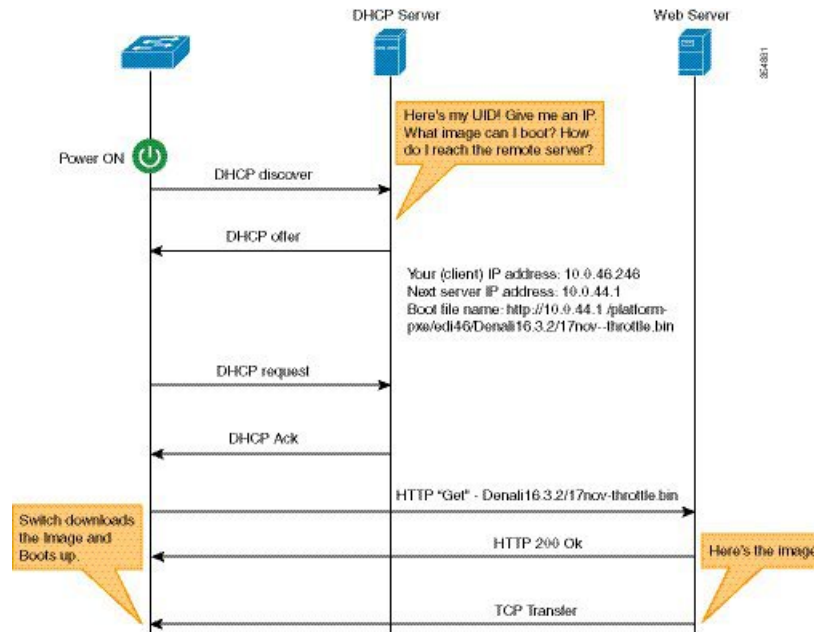 DHCP Server
Web Server
354881
Here's my UID! Give me an IP.
What image can I boot? How
do I reach the remote server?
Power ON
DHCP discover
DHCP offer
Your (client) IP address: 10.0.46.246
Next server IP address: 10.0.44.1
Boot file name: http://10.0.44.1 /platform-
pxe/edi46/Denali16.3.2/17nov--throttle.bin
DHCP request
DHCP Ack
HTTP “Get” - Denali16.3.2/17nov-throttle.bin
Switch downloads
the Image and
Boots up.
HTTP 200 Ok
Here's the image
TCP Transfer